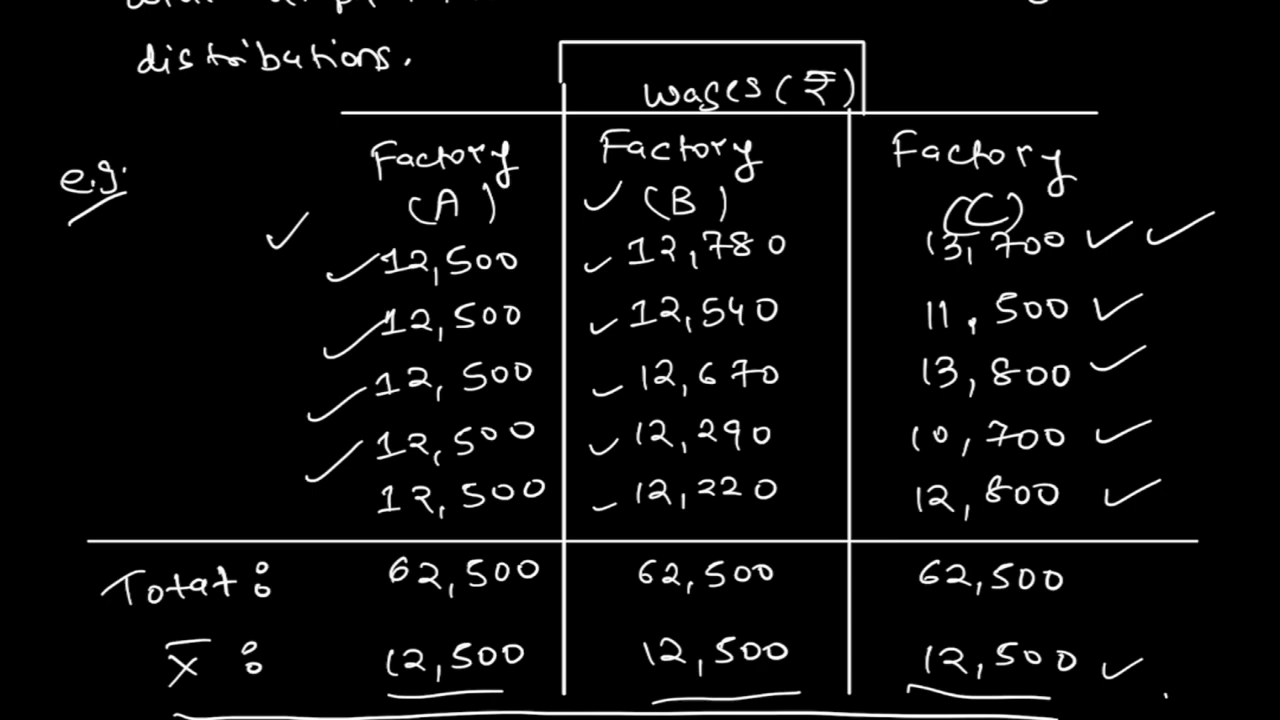 distributions.
Wages (₹)
e.g.
Factory Factory Factory
(A) (B) (C)
12,500 12,780 13,700
12,500 12,540 11,500
12,500 12,670 13,800
12,500 12,290 10,700
12,500 12,220 12,800
Total : 62,500 62,500 62,500
X̅ : 12,500 12,500 12,500